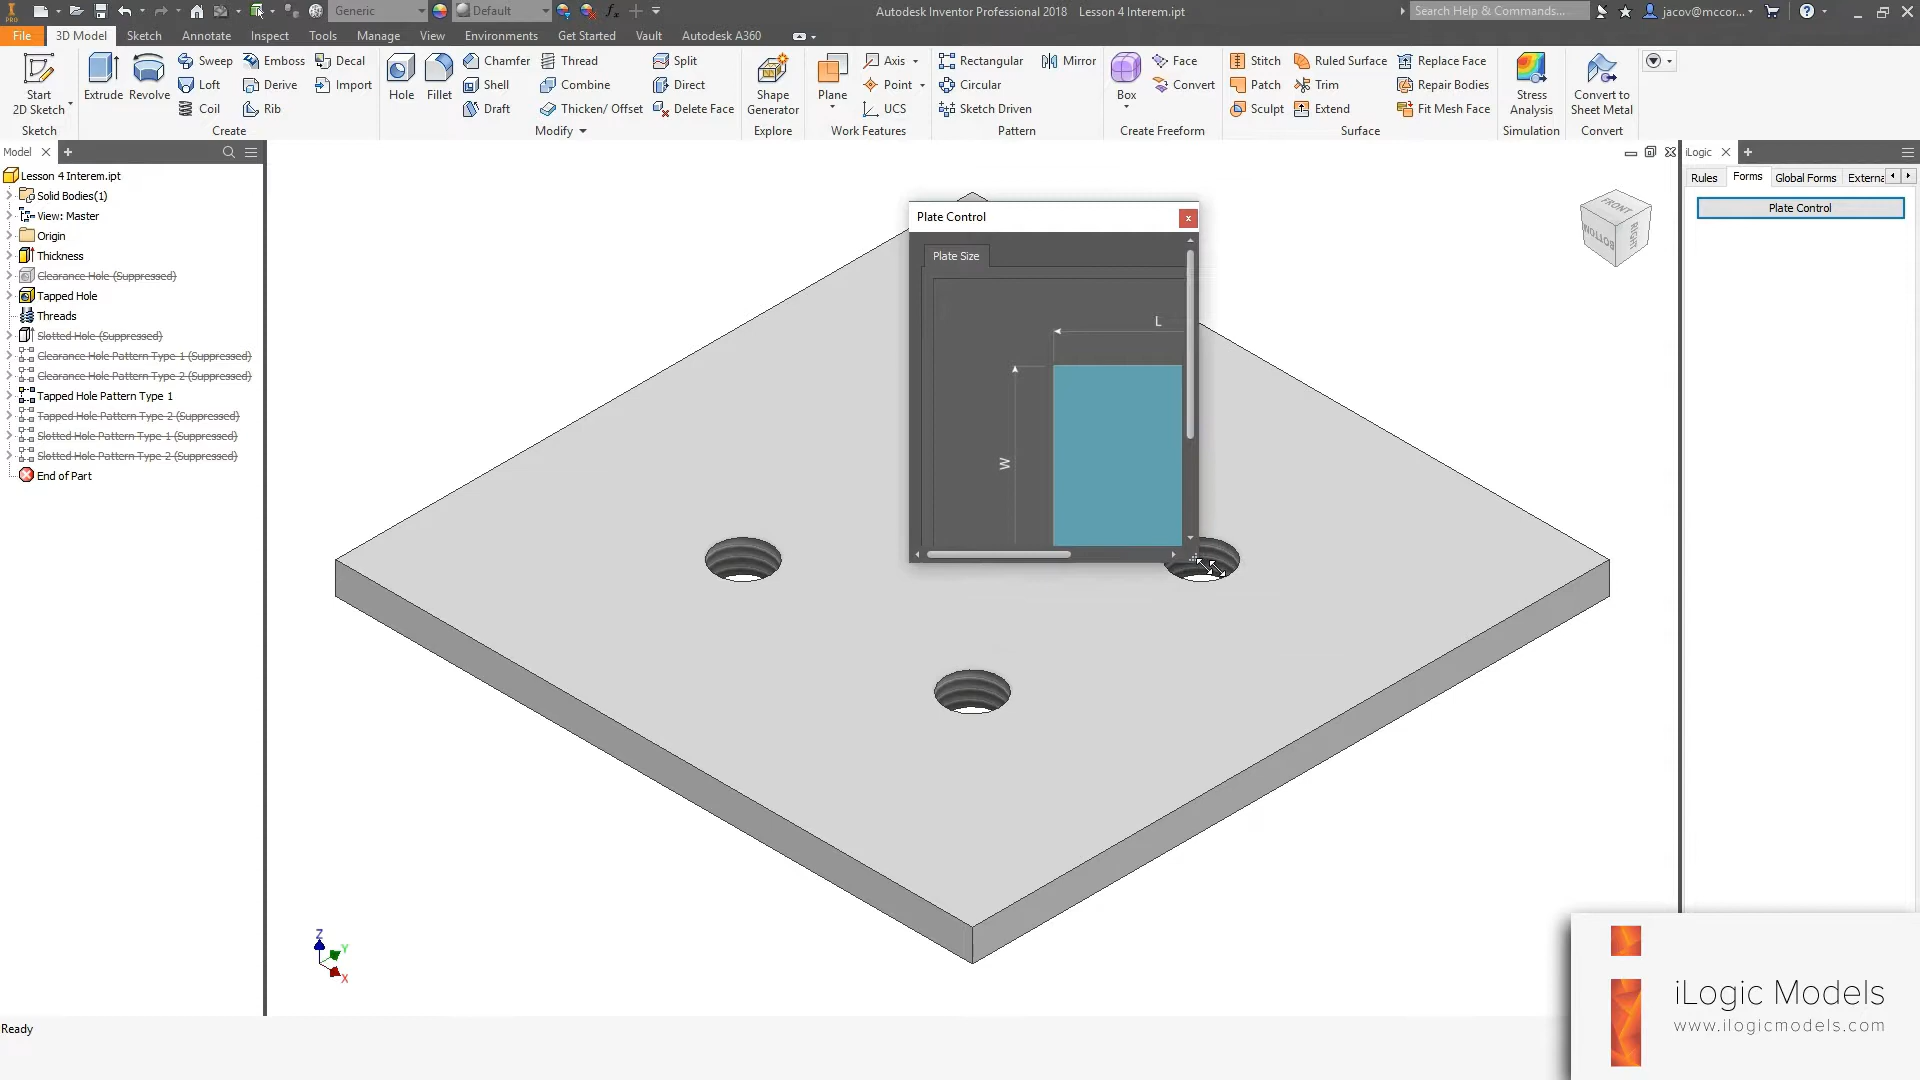 PRO
Generic
Default
Autodesk Inventor Professional 2018 Lesson 4 Interem.ipt
Search Help & Commands...
jacov@mccor...
File 3D Model Sketch Annotate Inspect Tools Manage View Environments Get Started Vault Autodesk A360
Start 2D Sketch
Sketch
Extrude
Revolve
Sweep
Loft
Coil
Emboss
Derive
Rib
Decal
Import
Create
Hole
Fillet
Chamfer
Shell
Draft
Thread
Combine
Thicken/ Offset
Split
Direct
Delete Face
Modify
Shape Generator
Explore
Plane
Axis
Point
UCS
Work Features
Rectangular
Circular
Sketch Driven
Mirror
Pattern
Box
Face
Convert
Create Freeform
Stitch
Patch
Sculpt
Ruled Surface
Trim
Extend
Replace Face
Repair Bodies
Fit Mesh Face
Surface
Stress Analysis
Simulation
Convert to Sheet Metal
Convert
Model
Lesson 4 Interem.ipt
Solid Bodies(1)
View: Master
Origin
Thickness
Clearance Hole (Suppressed)
Tapped Hole
Threads
Slotted Hole (Suppressed)
Clearance Hole Pattern Type 1 (Suppressed)
Clearance Hole Pattern Type 2 (Suppressed)
Tapped Hole Pattern Type 1
Tapped Hole Pattern Type 2 (Suppressed)
Slotted Hole Pattern Type 1 (Suppressed)
Slotted Hole Pattern Type 2 (Suppressed)
End of Part
Plate Control
Plate Size
L
W
FRONT
BOTTOM
RIGHT
iLogic
Rules Forms Global Forms Externa
Plate Control
Z
Y
X
iLogic Models
www.ilogicmodels.com
Ready